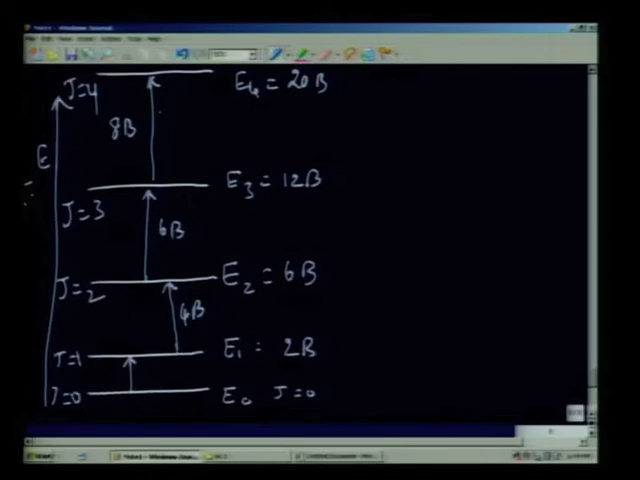 J=4 E₄ = 20B
8B
E
J=3 E₃ = 12B
6B
J=2 E₂ = 6B
4B
J=1 E₁ = 2B
J=0 E₀ J=0